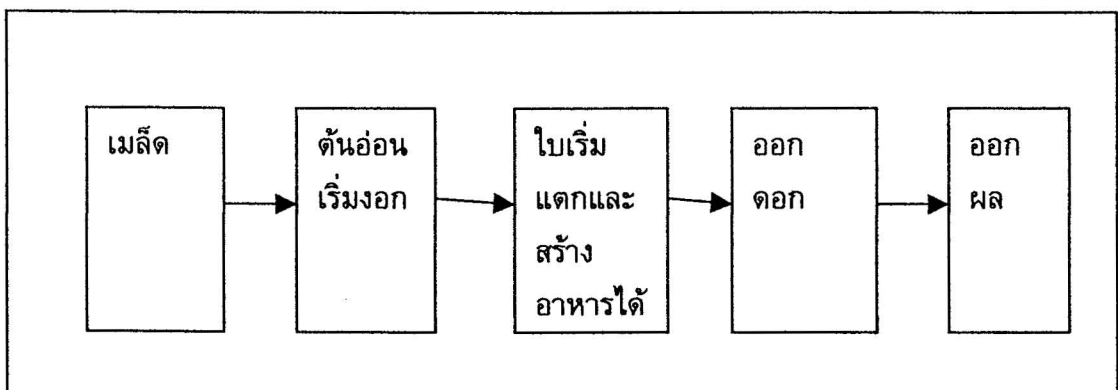 เมล็ด
ต้นอ่อน
เริ่มงอก
ใบเริ่ม
แตกและ
สร้าง
อาหารได้
ออก
ดอก
ออก
ผล